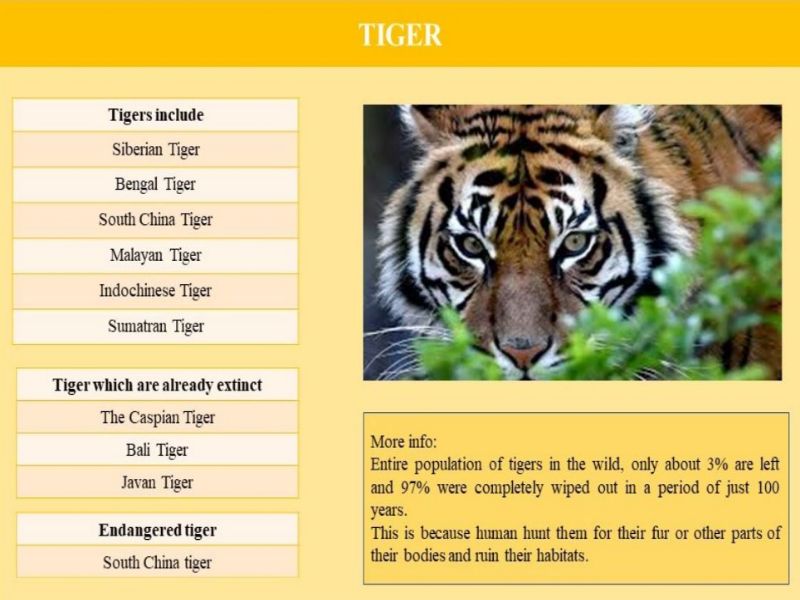 TIGER
Tigers include
Siberian Tiger
Bengal Tiger
South China Tiger
Malayan Tiger
Indochinese Tiger
Sumatran Tiger
Tiger which are already extinct
The Caspian Tiger
Bali Tiger
Javan Tiger
Endangered tiger
South China tiger
More info:
Entire population of tigers in the wild, only about 3% are left
and 97% were completely wiped out in a period of just 100
years.
This is because human hunt them for their fur or other parts of
their bodies and ruin their habitats.